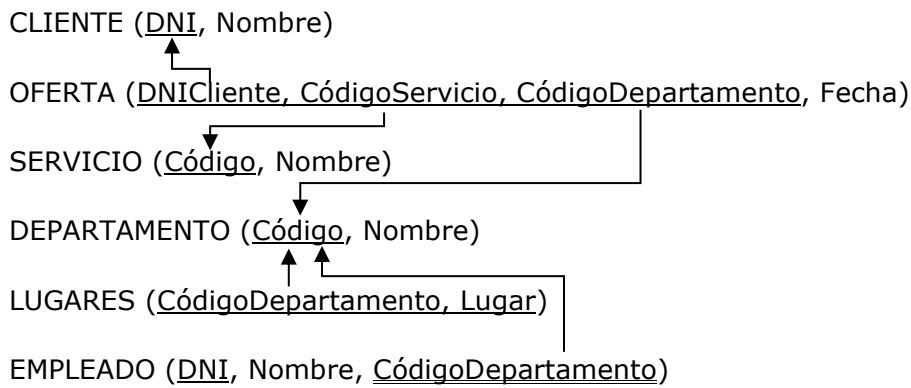 CLIENTE (DNI, Nombre)
OFERTA (DNICliente, CódigoServicio, CódigoDepartamento, Fecha)
SERVICIO (Código, Nombre)
DEPARTAMENTO (Código, Nombre)
LUGARES (CódigoDepartamento, Lugar)
EMPLEADO (DNI, Nombre, CódigoDepartamento)